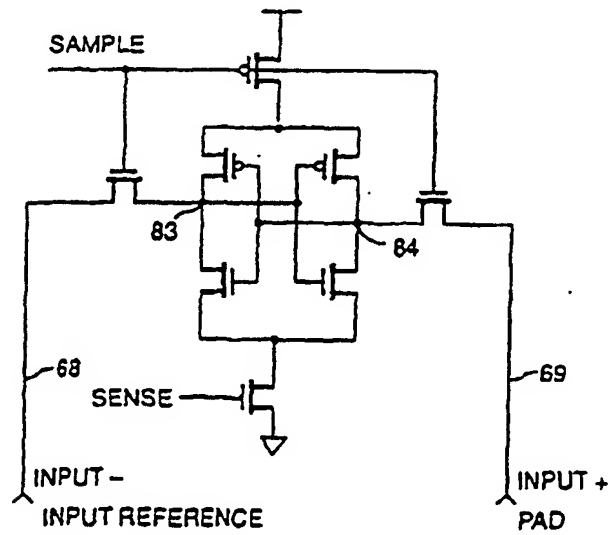 SAMPLE
83
84
68
69
SENSE
INPUT –
INPUT REFERENCE
INPUT +
PAD